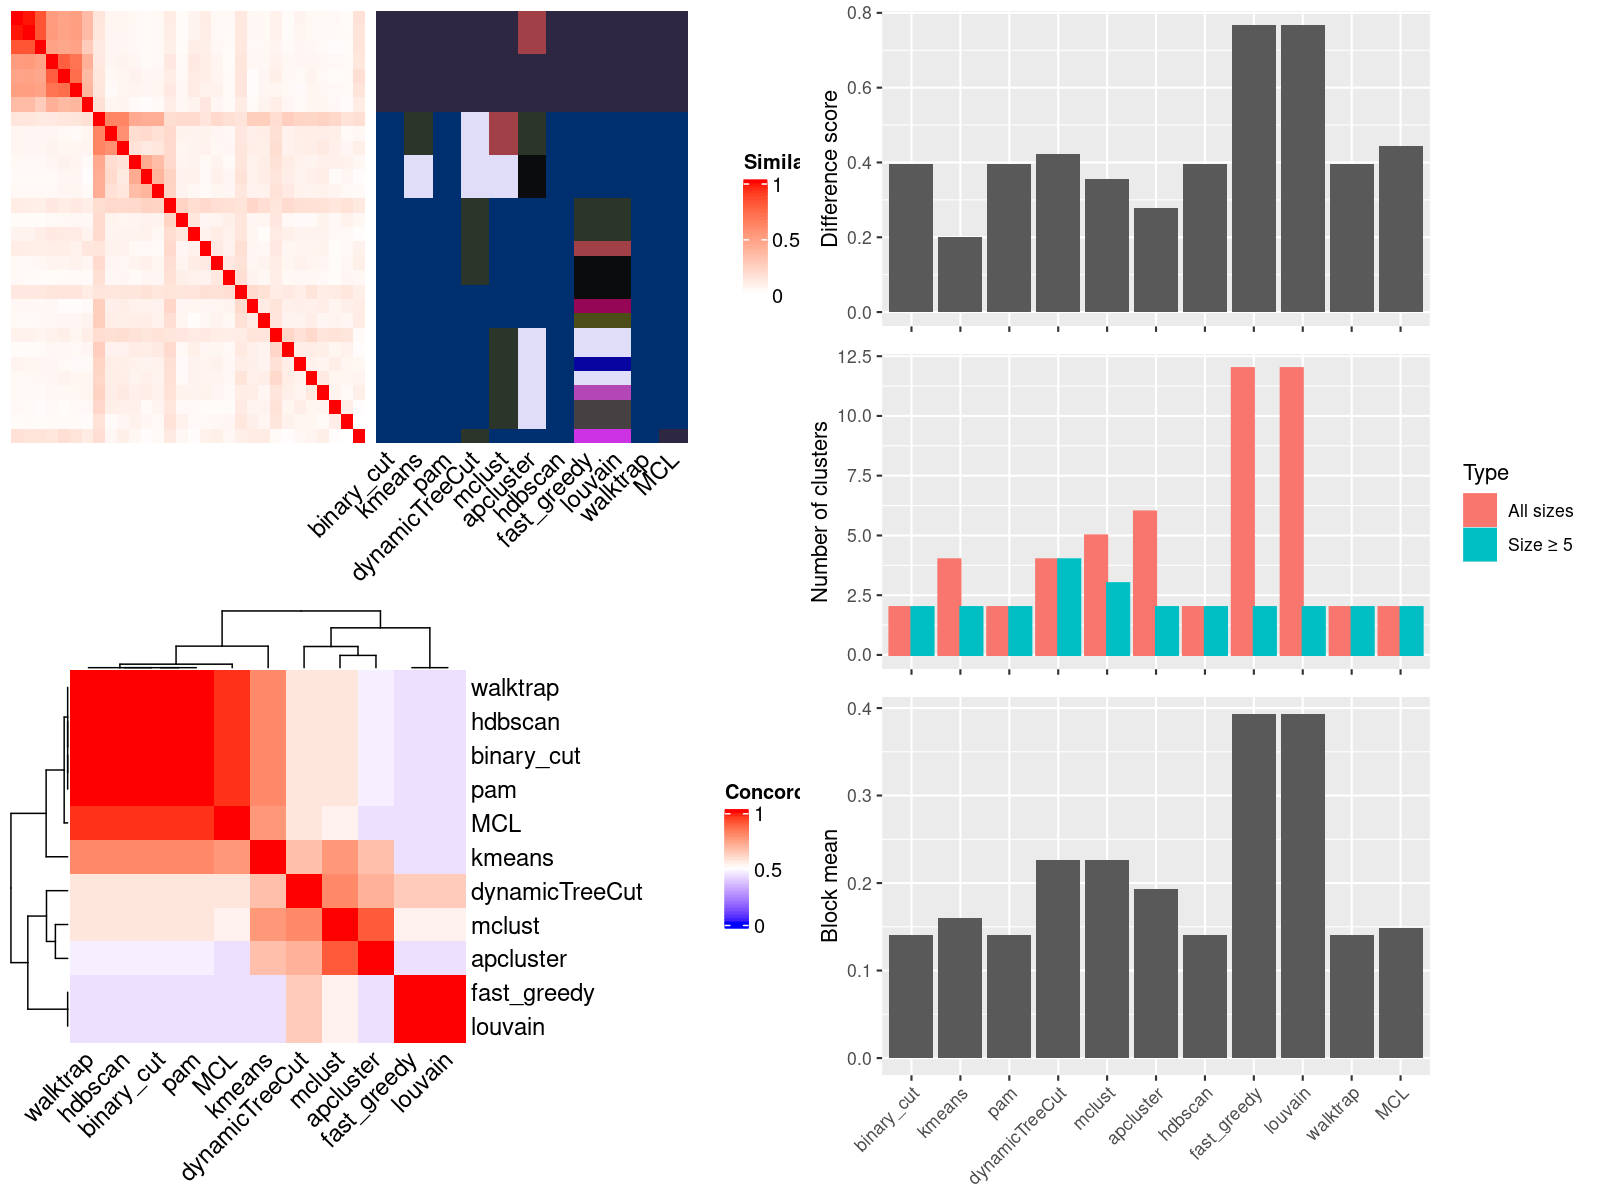 Simila
1
0.5
0
binary_cut
kmeans
pam
dynamicTreeCut
mclust
apcluster
hdbscan
fast_greedy
louvain
walktrap
MCL
Difference score
0.8
0.6
0.4
0.2
0.0
Number of clusters
12.5
10.0
7.5
5.0
2.5
0.0
Type
All sizes
Size ≥ 5
walktrap
hdbscan
binary_cut
pam
MCL
kmeans
dynamicTreeCut
mclust
apcluster
fast_greedy
louvain
walktrap
hdbscan
binary_cut
pam
MCL
kmeans
dynamicTreeCut
mclust
apcluster
fast_greedy
louvain
Concord
1
0.5
0
Block mean
0.4
0.3
0.2
0.1
0.0
binary_cut
kmeans
pam
dynamicTreeCut
mclust
apcluster
hdbscan
fast_greedy
louvain
walktrap
MCL